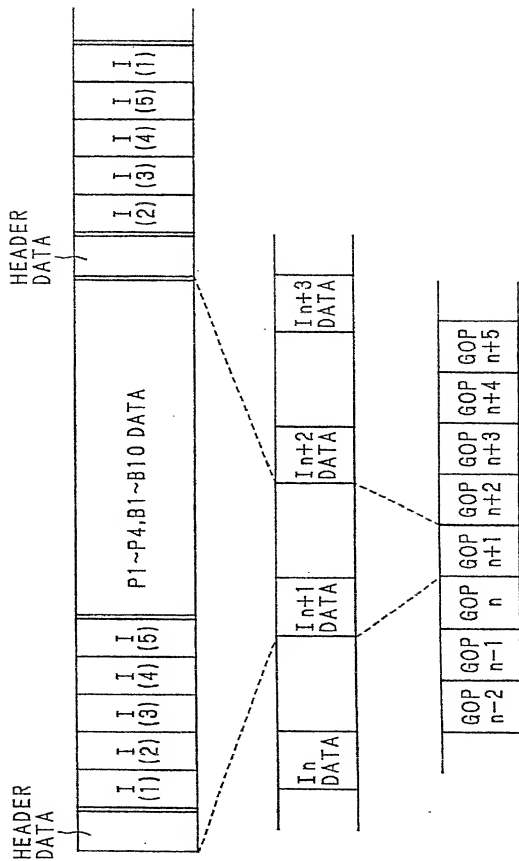 HEADER
DATA
I
(1)
I
(2)
I
(3)
I
(4)
I
(5)
P1~P4,B1~B10 DATA
HEADER
DATA
I
(2)
I
(3)
I
(4)
I
(5)
I
(1)
In
DATA
In+1
DATA
In+2
DATA
In+3
DATA
GOP
n-2
GOP
n-1
GOP
n
GOP
n+1
GOP
n+2
GOP
n+3
GOP
n+4
GOP
n+5